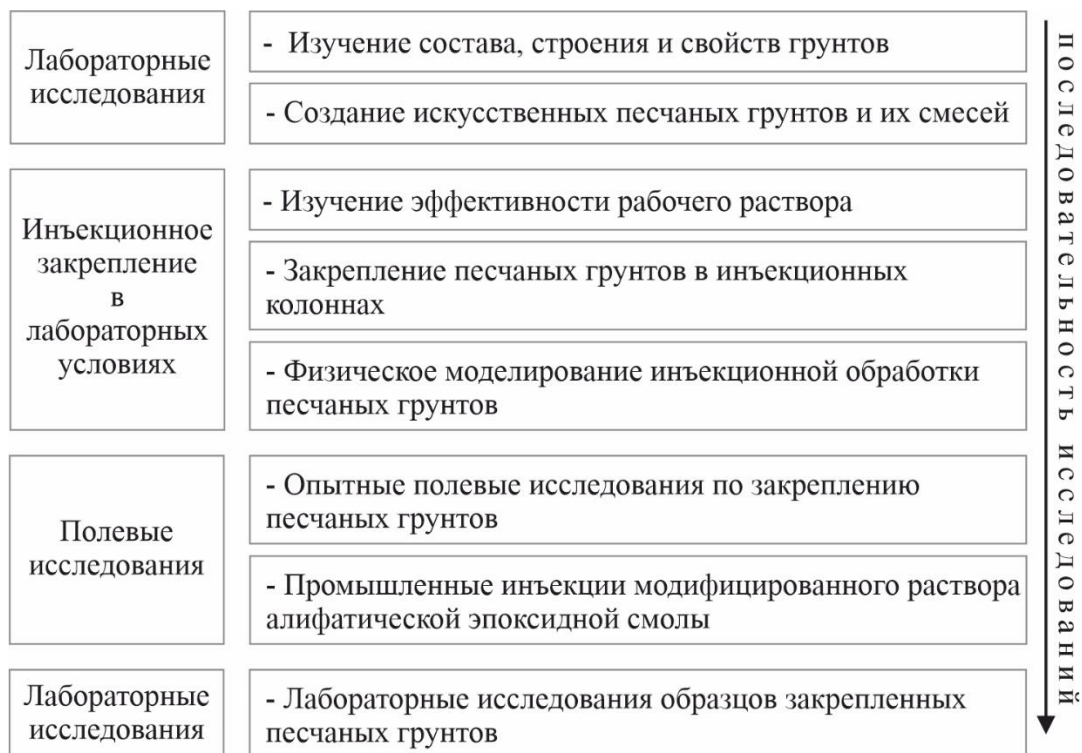 Лабораторные
исследования
- Изучение состава, строения и свойств грунтов
- Создание искусственных песчаных грунтов и их смесей
Инъекционное
закрепление
в
лабораторных
условиях
- Изучение эффективности рабочего раствора
- Закрепление песчаных грунтов в инъекционных
колоннах
- Физическое моделирование инъекционной обработки
песчаных грунтов
Полевые
исследования
- Опытные полевые исследования по закреплению
песчаных грунтов
- Промышленные инъекции модифицированного раствора
алифатической эпоксидной смолы
Лабораторные
исследования
- Лабораторные исследования образцов закрепленных
песчаных грунтов
последовательность исследований